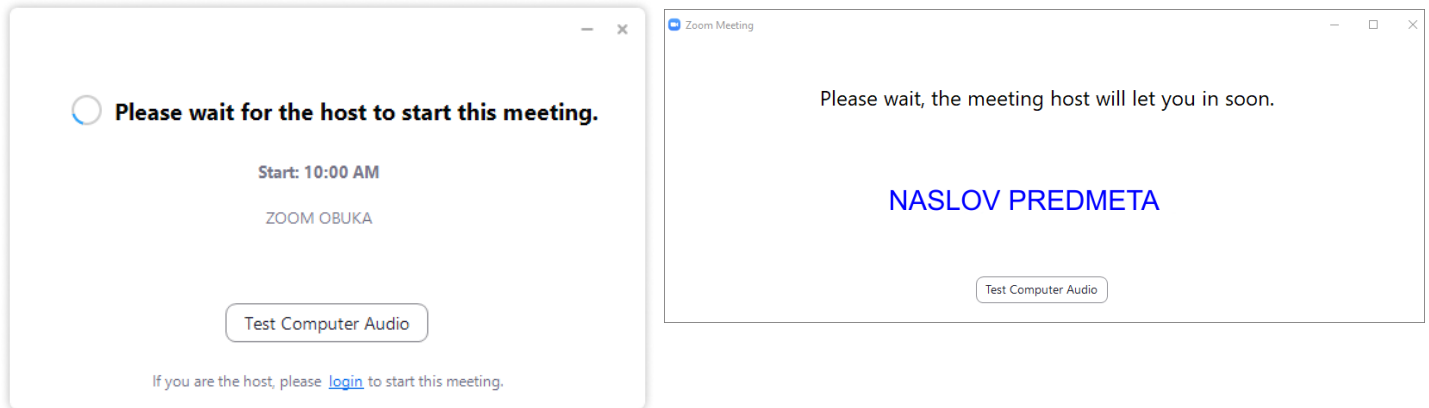 Please wait for the host to start this meeting.
Start: 10:00 AM
ZOOM OBUKA
Test Computer Audio
If you are the host, please login to start this meeting.
Zoom Meeting
Please wait, the meeting host will let you in soon.
NASLOV PREDMETA
Test Computer Audio